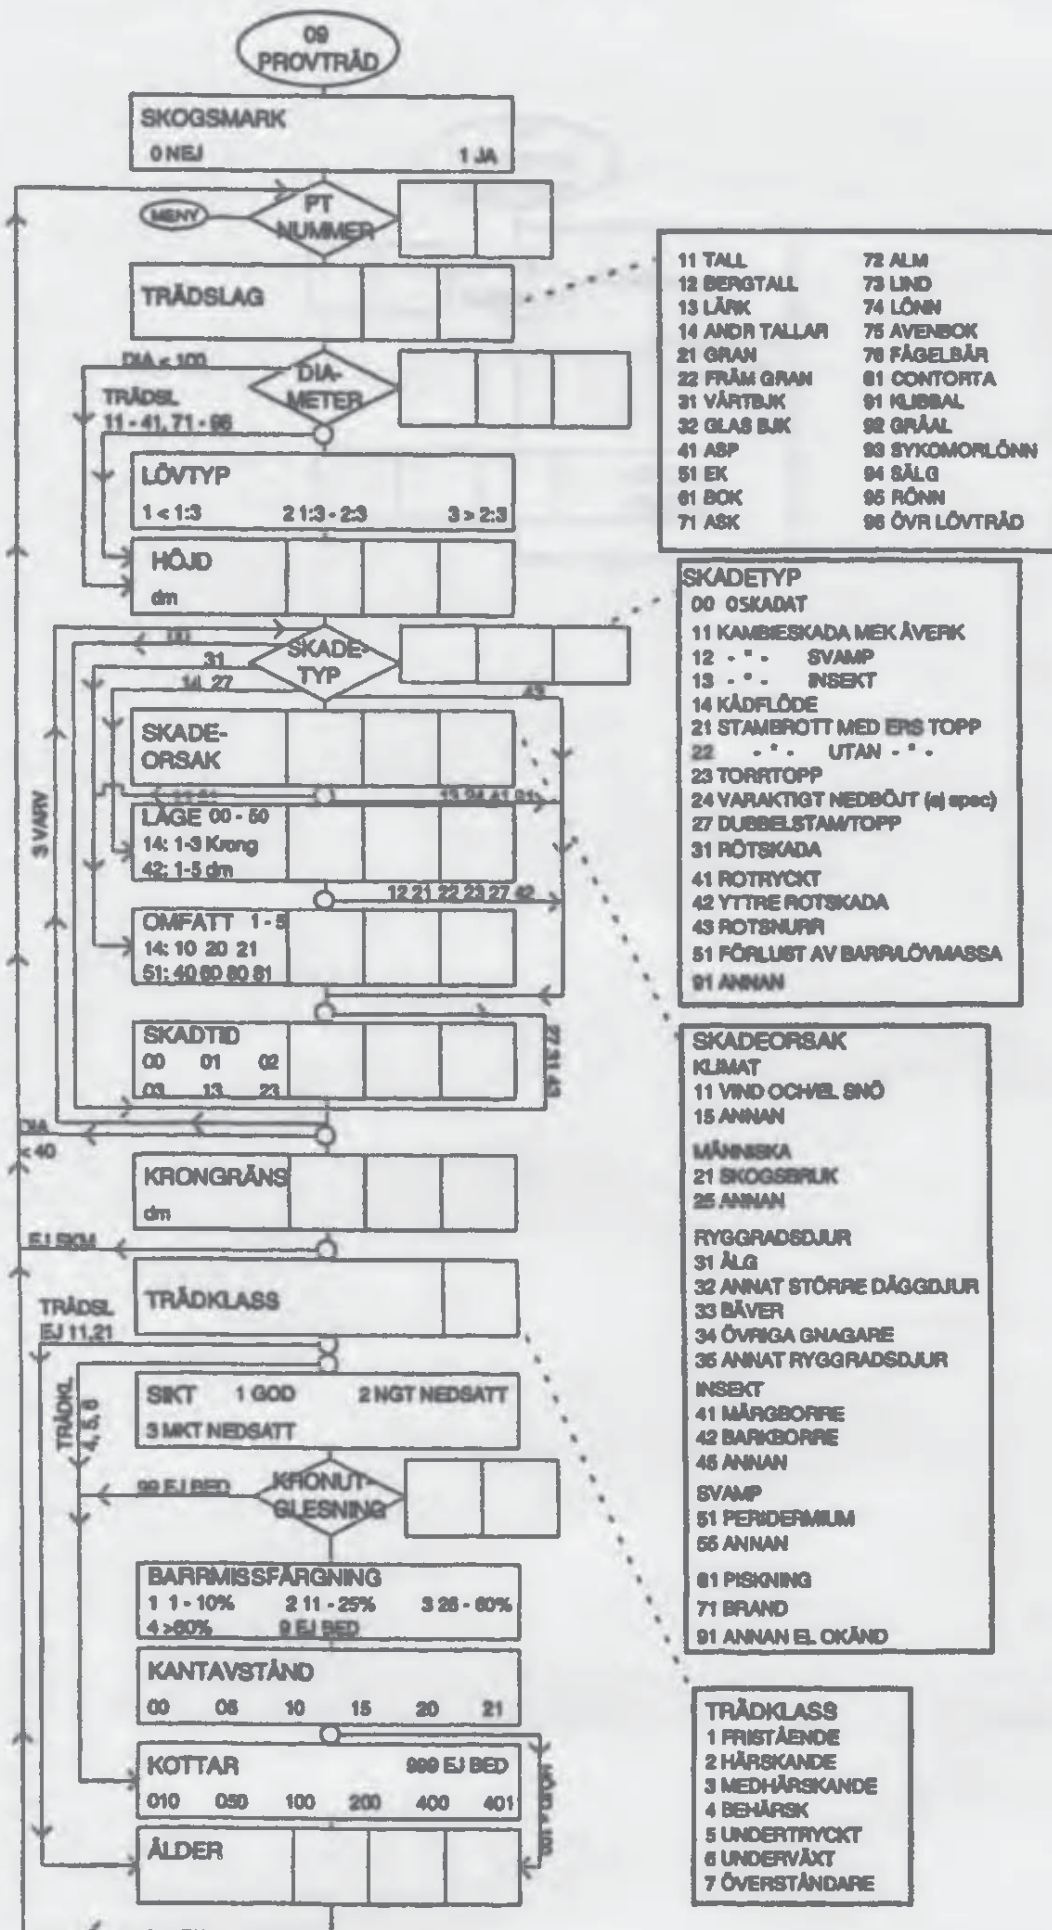 09
PROVTRÄD
SKOGSMARK
0 NEJ 1 JA
MENY
PT
NUMMER
TRÄDSLAG
DIA < 100
DIA-
METER
TRÄDSL
11 - 41, 71 - 96
LÖVTYP
1 < 1:3 2 1:3 - 2:3 3 > 2:3
HÖJD
dm
SKADE-
TYP
31
14 27
43
SKADE-
ORSAK
LÄGE 00 - 50
14: 1-3 Krong
42: 1-5 dm
3 VARV
12 21 22 23 27 42
OMFATT 1 - 5
14: 10 20 21
51: 40 60 80 81
SKADTID
00 01 02
03 13 23
27 31 43
DIA
< 40
KRONGRÄNS
dm
EJ SKM
TRÄDKLASS
TRÄDSL
EJ 11,21
SIKT 1 GOD 2 NGT NEDSATT
3 MKT NEDSATT
TRÄDKL
4, 5, 6
99 EJ BED
KRONUT-
GLESNING
BARRMISSFÄRGNING
1 1 - 10% 2 11 - 25% 3 26 - 60%
4 >60% 9 EJ BED
KANTAVSTÅND
00 05 10 15 20 21
KOTTAR 999 EJ BED
010 050 100 200 400 401
ÅLDER
11 TALL
12 BERGTALL
13 LÄRK
14 ANDR TALLAR
21 GRAN
22 FRÄM GRAN
31 VÅRTBJK
32 GLAS BJK
41 ASP
51 EK
61 BOK
71 ASK
72 ALM
73 LIND
74 LÖNN
75 AVENBOK
76 FÅGELBÄR
81 CONTORTA
91 KLIBBAL
92 GRÅAL
93 SYKOMORLÖNN
94 SÄLG
95 RÖNN
96 ÖVR LÖVTRÄD
SKADETYP
00 OSKADAT
11 KAMBIESKADA MEK ÅVERK
12 - " - SVAMP
13 - " - INSEKT
14 KÅDFLÖDE
21 STAMBROTT MED ERS TOPP
22 - " - UTAN - " -
23 TORRTOPP
24 VARAKTIGT NEDBÖJT (ej spec)
27 DUBBELSTAM/TOPP
31 RÖTSKADA
41 ROTRYCKT
42 YTTRE ROTSKADA
43 ROTSNURR
51 FÖRLUST AV BARR/LÖVMASSA
91 ANNAN
SKADEORSAK
KLIMAT
11 VIND OCH/EL SNÖ
15 ANNAN
MÄNNISKA
21 SKOGSBRUK
25 ANNAN
RYGGRADSDJUR
31 ÄLG
32 ANNAT STÖRRE DÄGGDJUR
33 BÄVER
34 ÖVRIGA GNAGARE
35 ANNAT RYGGRADSDJUR
INSEKT
41 MÄRGBORRE
42 BARKBORRE
45 ANNAN
SVAMP
51 PERIDERMIUM
55 ANNAN
61 PISKNING
71 BRAND
91 ANNAN EL OKÄND
TRÄDKLASS
1 FRISTÅENDE
2 HÄRSKANDE
3 MEDHÄRSKANDE
4 BEHÄRSK
5 UNDERTRYCKT
6 UNDERVÄXT
7 ÖVERSTÅNDARE